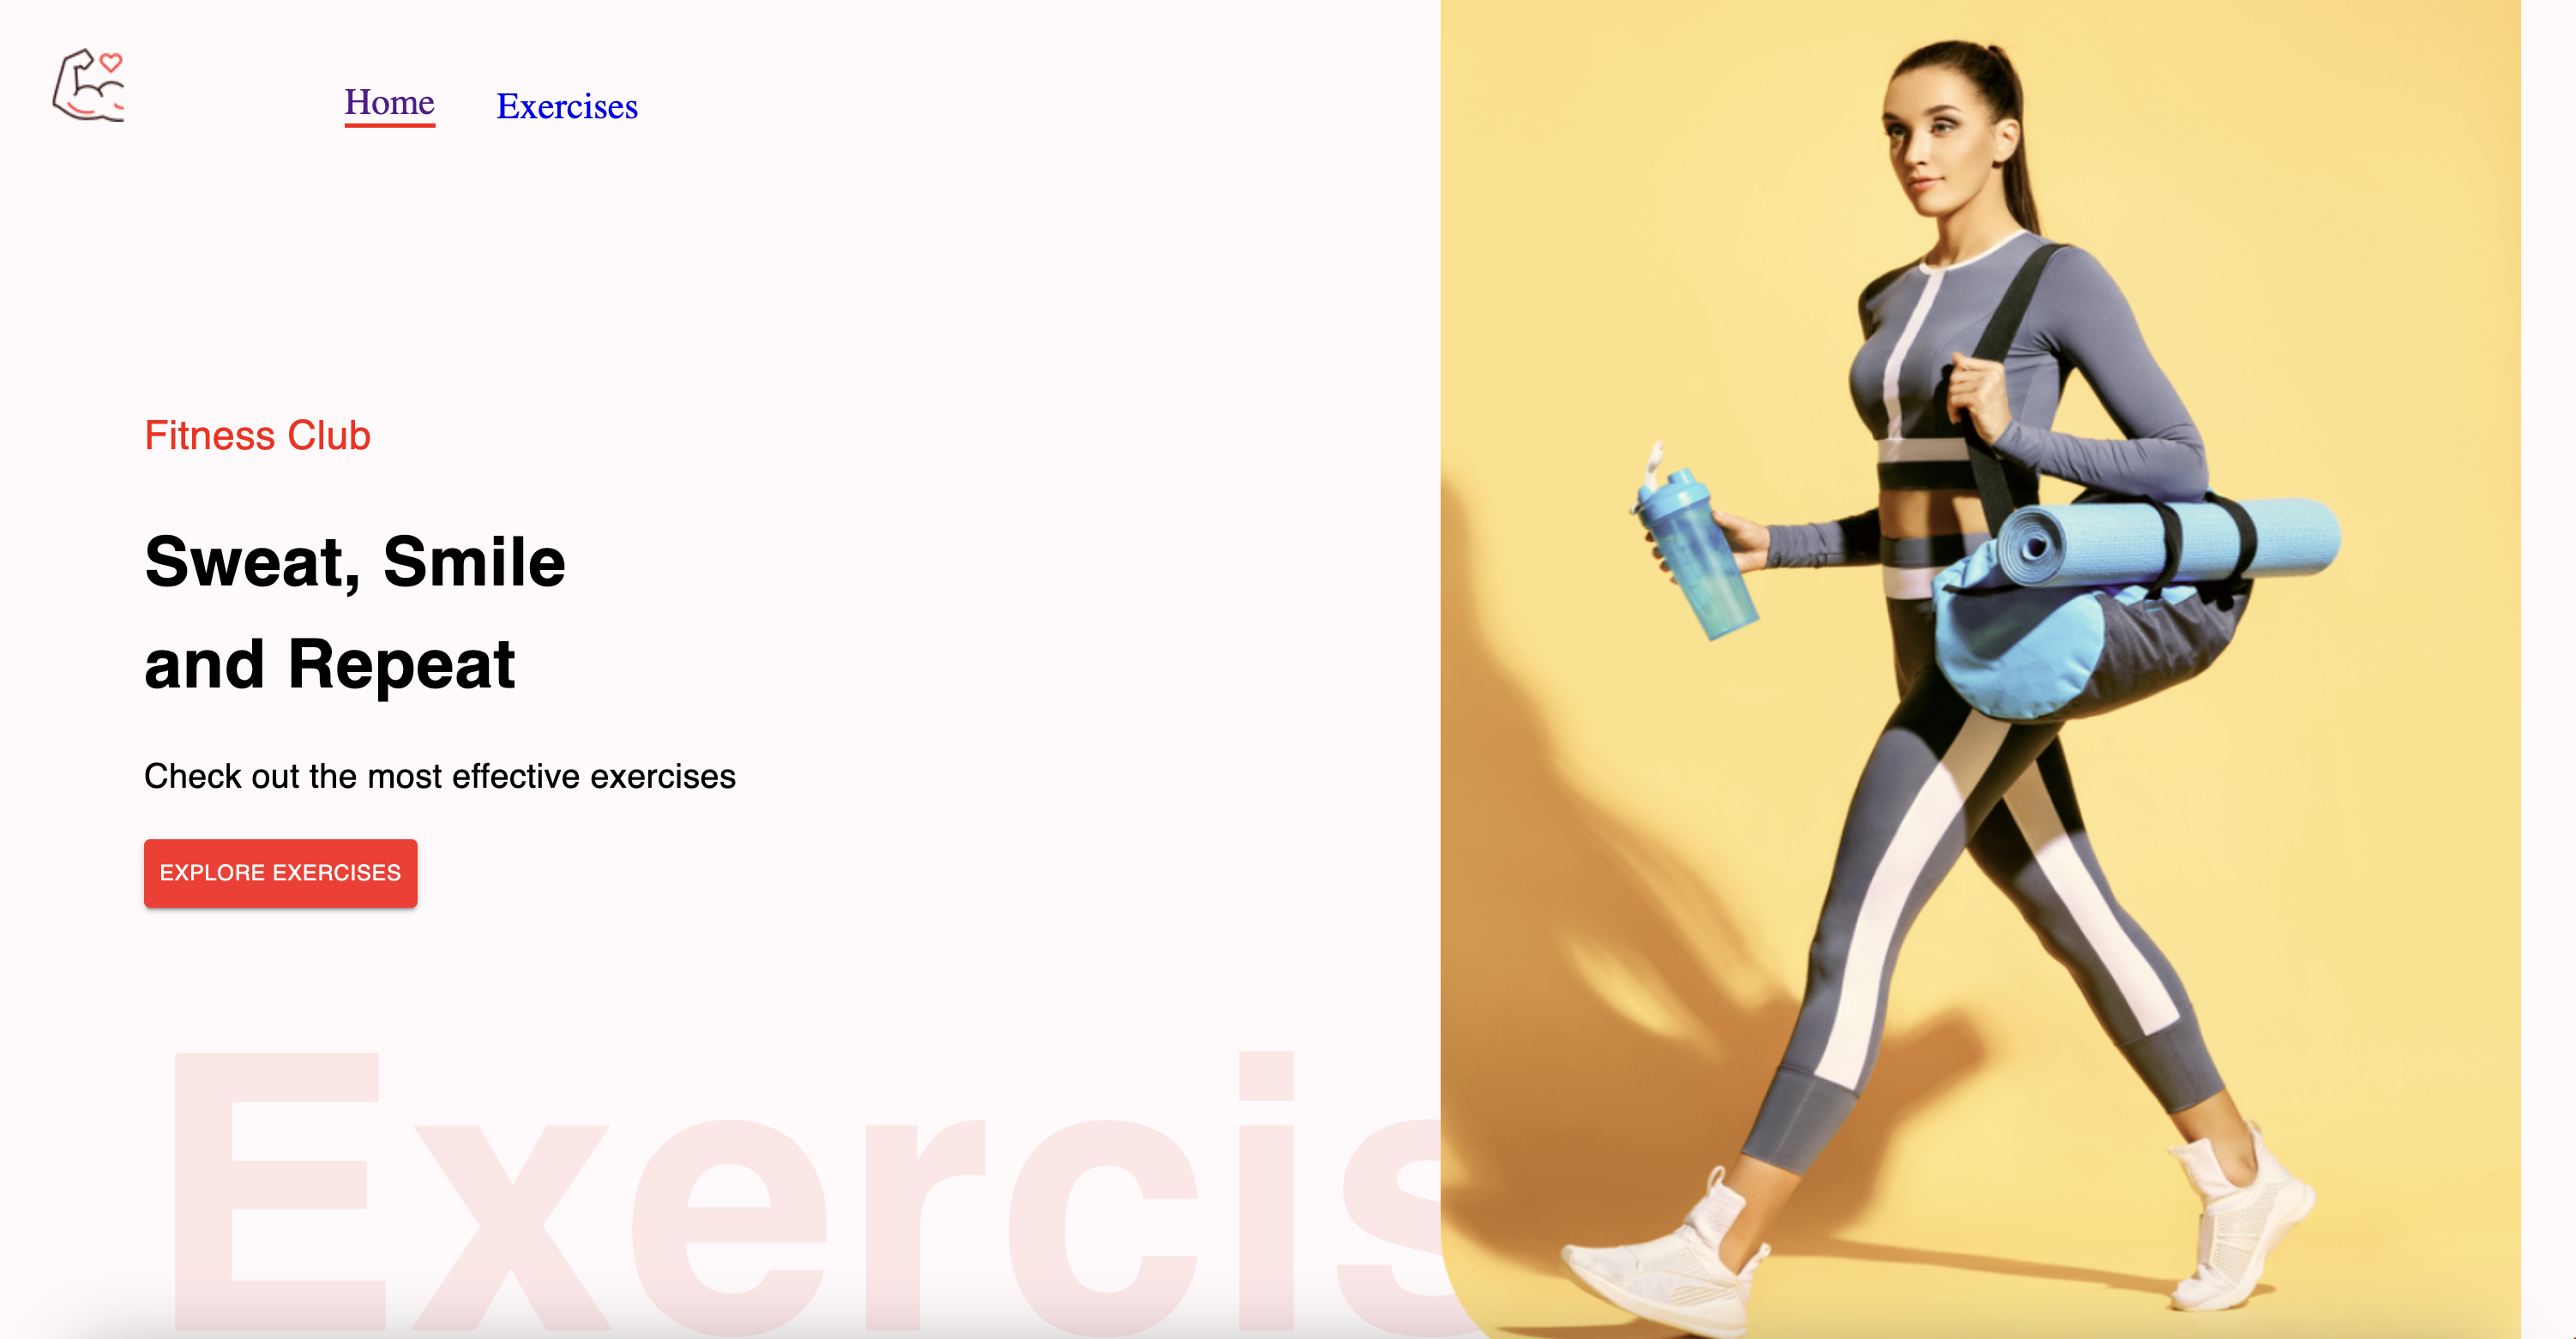 Home Exercises
Fitness Club
Sweat, Smile
and Repeat
Check out the most effective exercises
EXPLORE EXERCISES
Exercis